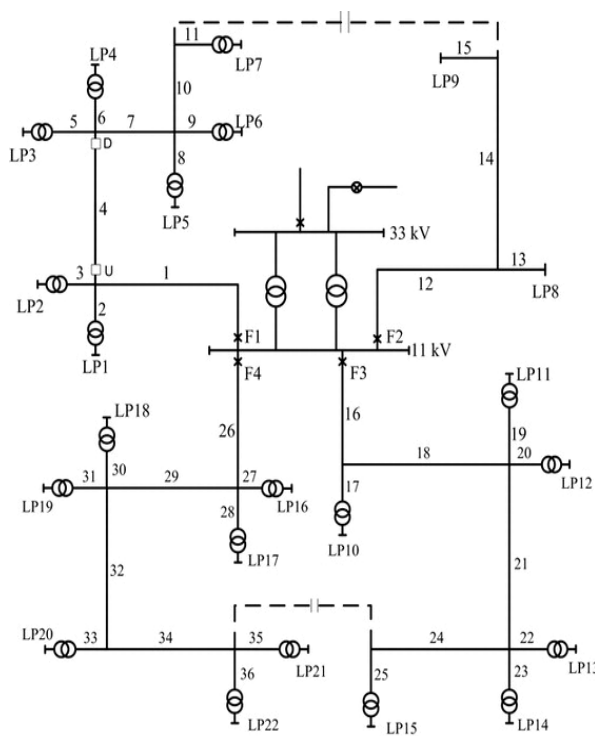 11
LP7
15
LP9
LP4
10
5
6
7
9
LP6
LP3
D
8
LP5
14
4
33 kV
U
3
1
LP2
2
LP1
13
12
LP8
F1
F2
11 kV
F4
F3
LP18
26
16
LP11
19
18
20
LP12
31
30
29
27
LP16
LP19
28
17
LP17
LP10
32
21
LP20
33
34
35
LP21
24
22
LP13
36
25
23
LP22
LP15
LP14